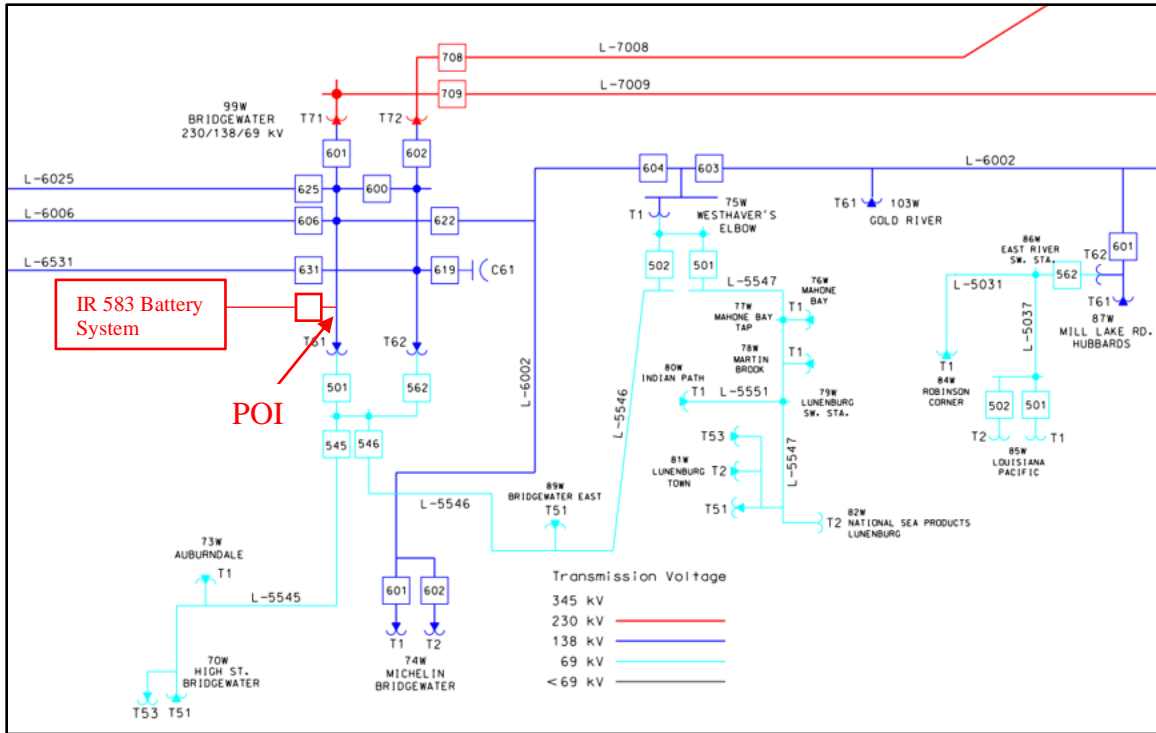 L-7008
708
L-7009
709
99W
BRIDGEWATER
230/138/69 kV
T71
T72
601
602
L-6025
625
600
L-6006
606
622
L-6531
631
619
C61
IR 583 Battery
System
T61
T62
POI
501
562
545
546
L-5546
L-6002
604
603
L-6002
T1
75W
WESTHAVER'S
ELBOW
T61
103W
GOLD RIVER
502
501
L-5547
76W
MAHONE
BAY
T1
77W
MAHONE BAY
TAP
78W
MARTIN
BROOK
T1
80W
INDIAN PATH
T1
L-5551
79W
LUNENBURG
SW. STA.
L-5546
T53
81W
LUNENBURG
TOWN
T2
T51
L-5547
T2
82W
NATIONAL SEA PRODUCTS
LUNENBURG
86W
EAST RIVER
SW. STA.
562
T62
601
T61
87W
MILL LAKE RD.
HUBBARDS
L-5031
L-5037
T1
84W
ROBINSON
CORNER
502
501
T2
T1
85W
LOUISIANA
PACIFIC
89W
BRIDGEWATER EAST
T51
73W
AUBURNDALE
T1
L-5545
70W
HIGH ST.
BRIDGEWATER
T53
T51
601
602
T1
T2
74W
MICHELIN
BRIDGEWATER
Transmission Voltage
345 kV
230 kV
138 kV
69 kV
<69 kV